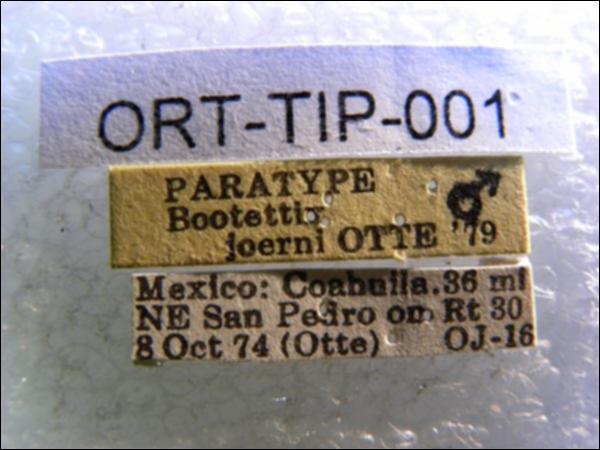 ORT-TIP-001
PARATYPE ♂
Bootettix
joerni OTTE '79
Mexico: Coahuila. 36 mi
NE San Pedro on Rt 30
8 Oct 74 (Otte) OJ-16